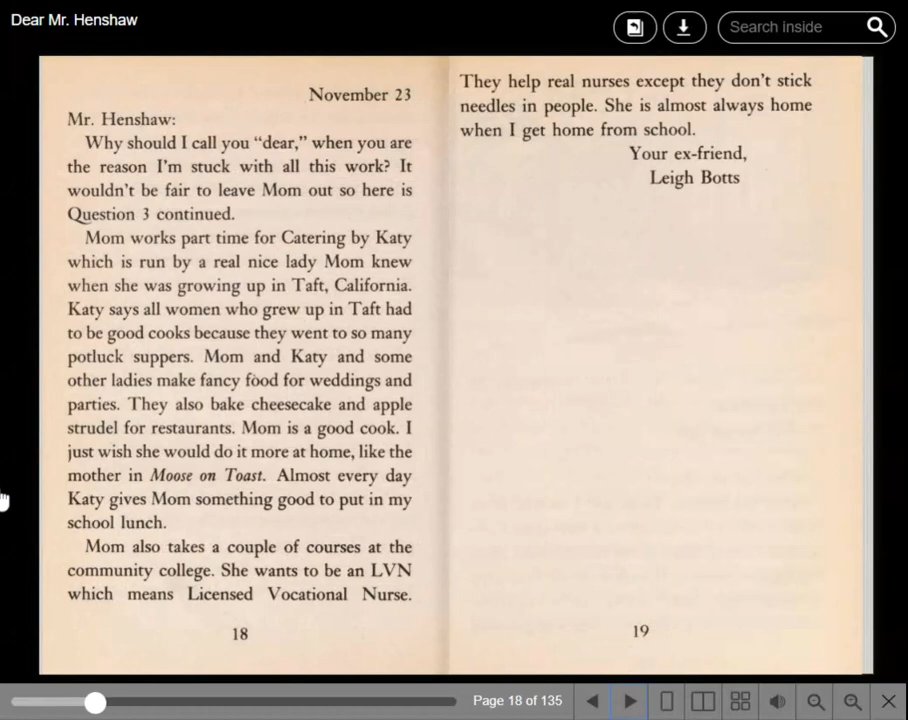 Dear Mr. Henshaw
Search inside
November 23
Mr. Henshaw:
Why should I call you “dear,” when you are
the reason I’m stuck with all this work? It
wouldn’t be fair to leave Mom out so here is
Question 3 continued.
Mom works part time for Catering by Katy
which is run by a real nice lady Mom knew
when she was growing up in Taft, California.
Katy says all women who grew up in Taft had
to be good cooks because they went to so many
potluck suppers. Mom and Katy and some
other ladies make fancy food for weddings and
parties. They also bake cheesecake and apple
strudel for restaurants. Mom is a good cook. I
just wish she would do it more at home, like the
mother in Moose on Toast. Almost every day
Katy gives Mom something good to put in my
school lunch.
Mom also takes a couple of courses at the
community college. She wants to be an LVN
which means Licensed Vocational Nurse.
18
They help real nurses except they don’t stick
needles in people. She is almost always home
when I get home from school.
Your ex-friend,
Leigh Botts
19
Page 18 of 135